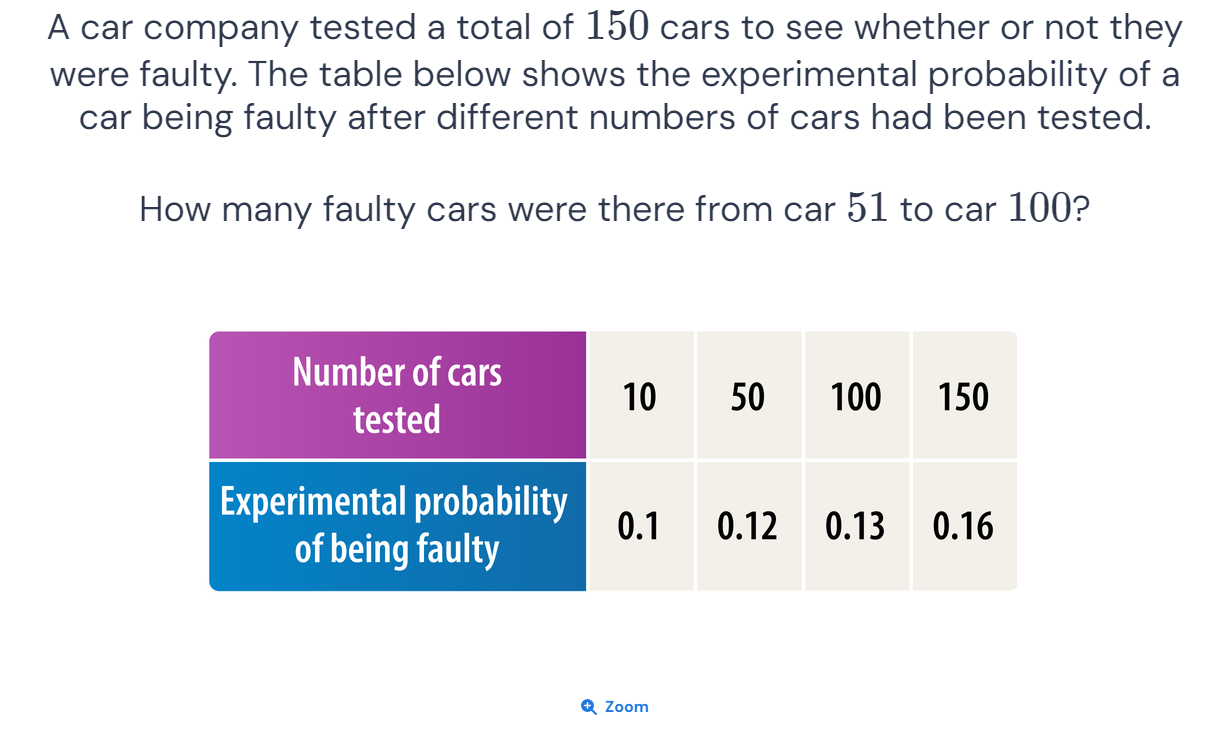 A car company tested a total of 150 cars to see whether or not they
were faulty. The table below shows the experimental probability of a
car being faulty after different numbers of cars had been tested.
How many faulty cars were there from car 51 to car 100?
Number of cars
tested
10 50 100 150
Experimental probability
of being faulty
0.1 0.12 0.13 0.16
Zoom